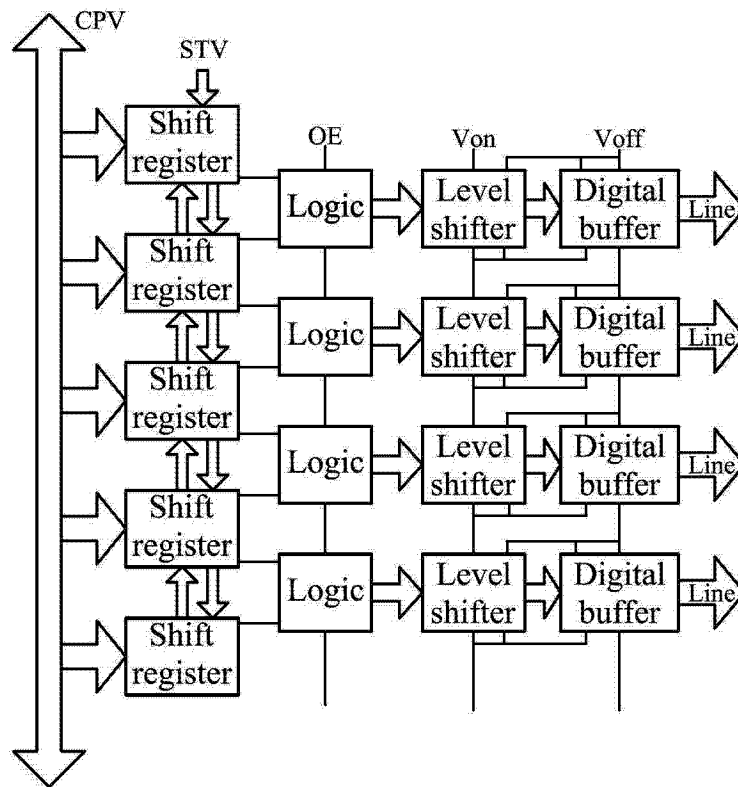 CPV
STV
Shift
register
OE
Von
Voff
Logic
Level
shifter
Digital
buffer
Line
Shift
register
Logic
Level
shifter
Digital
buffer
Line
Shift
register
Logic
Level
shifter
Digital
buffer
Line
Shift
register
Logic
Level
shifter
Digital
buffer
Line
Shift
register